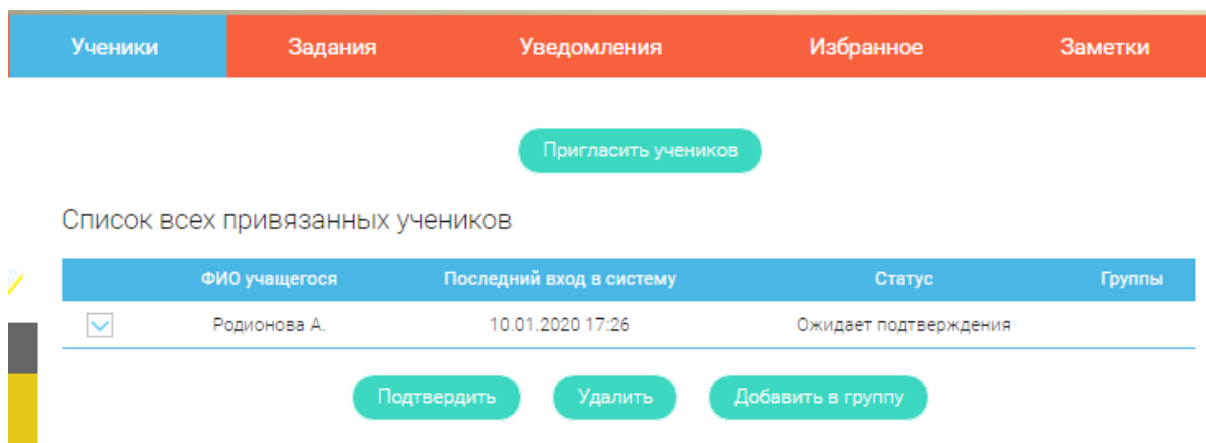 Ученики Задания Уведомления Избранное Заметки
Пригласить учеников
Список всех привязанных учеников
ФИО учащегося Последний вход в систему Статус Группы
Родионова А. 10.01.2020 17:26 Ожидает подтверждения
Подтвердить Удалить Добавить в группу